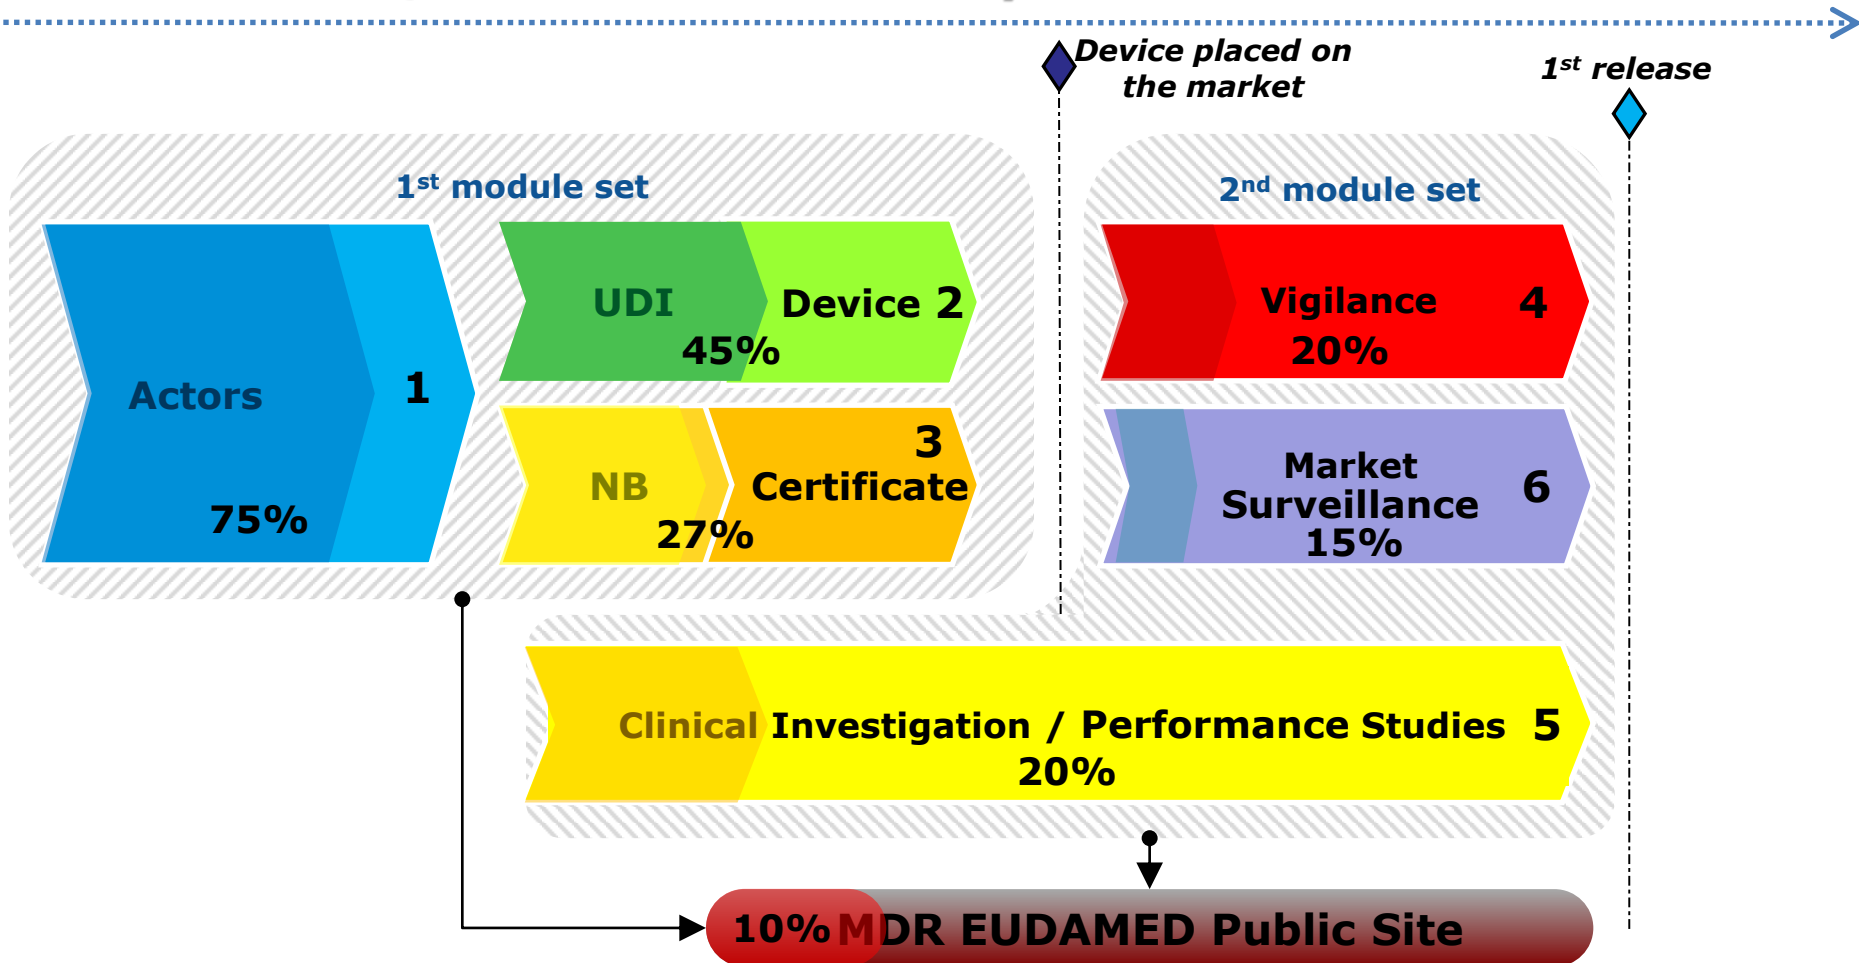 Device placed on
the market
1st release
1st module set
2nd module set
Actors
1
75%
UDI
Device 2
45%
NB
3
Certificate
27%
Vigilance
4
20%
Market
Surveillance
6
15%
Clinical Investigation / Performance Studies 5
20%
10% MDR EUDAMED Public Site